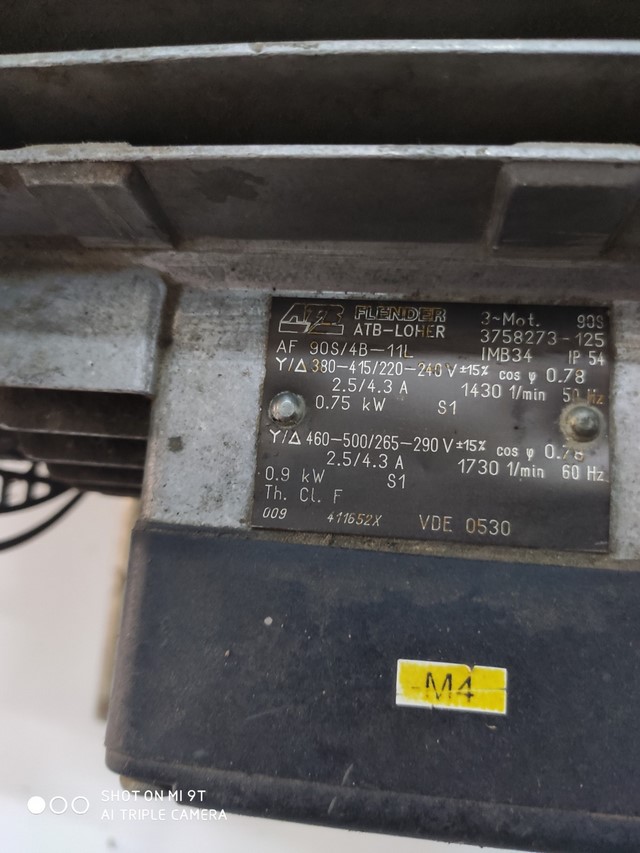 ATB FLENDER 3~Mot. 90S
ATB-LOHER 3758273-125
AF 90S/4B-11L IMB34 IP 54
Y/Δ 380-415/220-240 V ±15% cos φ 0.78
2.5/4.3 A 1430 1/min 50 Hz
0.75 kW S1
Y/Δ 460-500/265-290 V ±15% cos φ 0.78
2.5/4.3 A 1730 1/min 60 Hz
0.9 kW S1
Th. Cl. F
009 411652X VDE 0530
M4
SHOT ON MI 9T
AI TRIPLE CAMERA